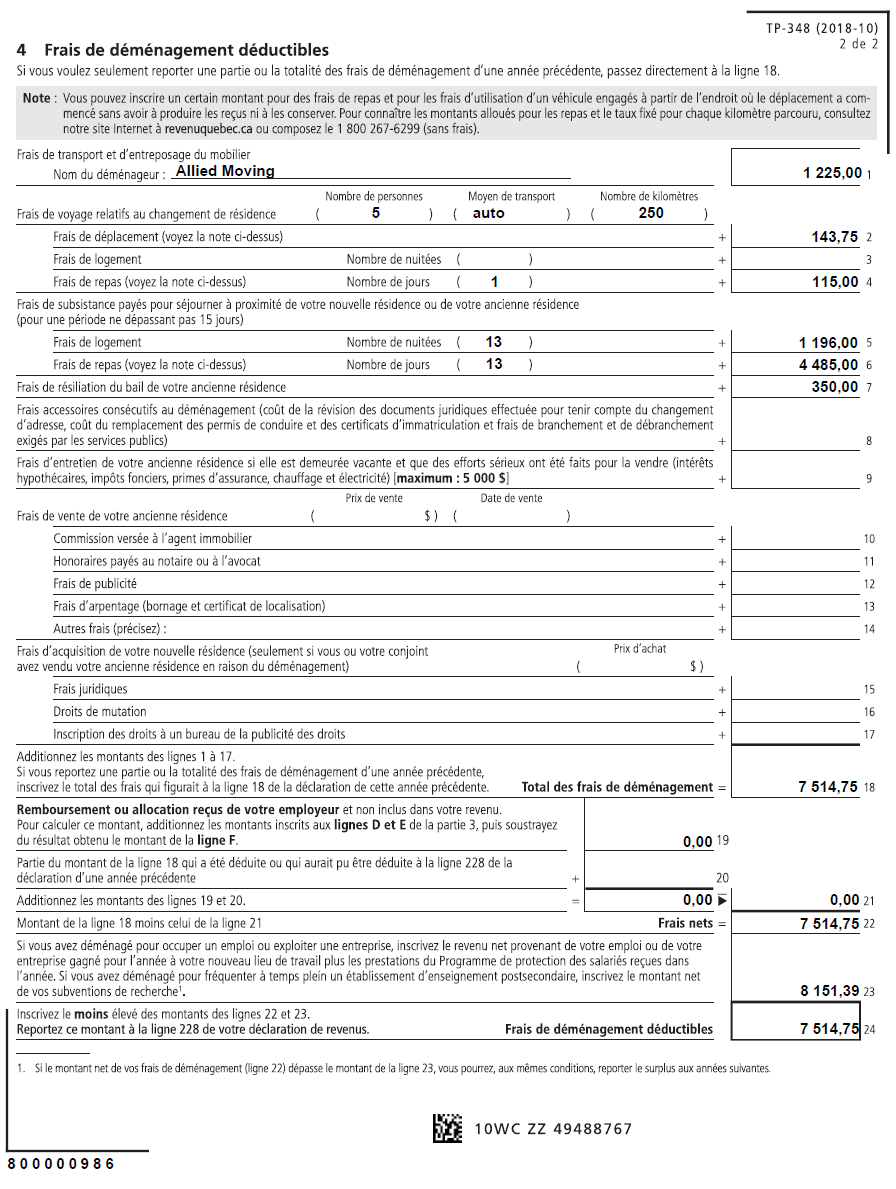 TP-348 (2018-10)
2 de 2
4 Frais de déménagement déductibles
Si vous voulez seulement reporter une partie ou la totalité des frais de déménagement d'une année précédente, passez directement à la ligne 18.
Note : Vous pouvez inscrire un certain montant pour des frais de repas et pour les frais d'utilisation d'un véhicule engagés à partir de l'endroit où le déplacement a com-
mencé sans avoir à produire les reçus ni à les conserver. Pour connaître les montants alloués pour les repas et le taux fixé pour chaque kilomètre parcouru, consultez
notre site Internet à revenuquebec.ca ou composez le 1 800 267-6299 (sans frais).
Frais de transport et d'entreposage du mobilier
Nom du déménageur : Allied Moving 1 225,00 1
Nombre de personnes Moyen de transport Nombre de kilomètres
Frais de voyage relatifs au changement de résidence ( 5 ) ( auto ) ( 250 )
Frais de déplacement (voyez la note ci-dessus) + 143,75 2
Frais de logement Nombre de nuitées ( ) + 3
Frais de repas (voyez la note ci-dessus) Nombre de jours ( 1 ) + 115,00 4
Frais de subsistance payés pour séjourner à proximité de votre nouvelle résidence ou de votre ancienne résidence
(pour une période ne dépassant pas 15 jours)
Frais de logement Nombre de nuitées ( 13 ) + 1 196,00 5
Frais de repas (voyez la note ci-dessus) Nombre de jours ( 13 ) + 4 485,00 6
Frais de résiliation du bail de votre ancienne résidence + 350,00 7
Frais accessoires consécutifs au déménagement (coût de la révision des documents juridiques effectuée pour tenir compte du changement
d'adresse, coût du remplacement des permis de conduire et des certificats d'immatriculation et frais de branchement et de débranchement
exigés par les services publics) + 8
Frais d'entretien de votre ancienne résidence si elle est demeurée vacante et que des efforts sérieux ont été faits pour la vendre (intérêts
hypothécaires, impôts fonciers, primes d'assurance, chauffage et électricité) [maximum : 5 000 $] + 9
Prix de vente Date de vente
Frais de vente de votre ancienne résidence ( $ ) ( )
Commission versée à l'agent immobilier + 10
Honoraires payés au notaire ou à l'avocat + 11
Frais de publicité + 12
Frais d'arpentage (bornage et certificat de localisation) + 13
Autres frais (précisez) : + 14
Frais d'acquisition de votre nouvelle résidence (seulement si vous ou votre conjoint Prix d'achat
avez vendu votre ancienne résidence en raison du déménagement) ( $ )
Frais juridiques + 15
Droits de mutation + 16
Inscription des droits à un bureau de la publicité des droits + 17
Additionnez les montants des lignes 1 à 17.
Si vous reportez une partie ou la totalité des frais de déménagement d'une année précédente,
inscrivez le total des frais qui figurait à la ligne 18 de la déclaration de cette année précédente. Total des frais de déménagement = 7 514,75 18
Remboursement ou allocation reçus de votre employeur et non inclus dans votre revenu.
Pour calculer ce montant, additionnez les montants inscrits aux lignes D et E de la partie 3, puis soustrayez
du résultat obtenu le montant de la ligne F. 0,00 19
Partie du montant de la ligne 18 qui a été déduite ou qui aurait pu être déduite à la ligne 228 de la
déclaration d'une année précédente + 20
Additionnez les montants des lignes 19 et 20. = 0,00 ► – 0,00 21
Montant de la ligne 18 moins celui de la ligne 21 Frais nets = 7 514,75 22
Si vous avez déménagé pour occuper un emploi ou exploiter une entreprise, inscrivez le revenu net provenant de votre emploi ou de votre
entreprise gagné pour l'année à votre nouveau lieu de travail plus les prestations du Programme de protection des salariés reçues dans
l'année. Si vous avez déménagé pour fréquenter à temps plein un établissement d'enseignement postsecondaire, inscrivez le montant net
de vos subventions de recherche¹. 8 151,39 23
Inscrivez le moins élevé des montants des lignes 22 et 23.
Reportez ce montant à la ligne 228 de votre déclaration de revenus. Frais de déménagement déductibles 7 514,75 24
1. Si le montant net de vos frais de déménagement (ligne 22) dépasse le montant de la ligne 23, vous pourrez, aux mêmes conditions, reporter le surplus aux années suivantes.
10WC ZZ 49488767
800000986